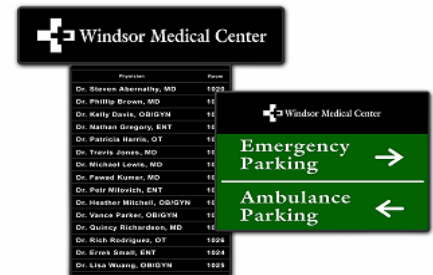 Windsor Medical Center
Physician Room
Dr. Steven Abernathy, MD 1020
Dr. Phillip Brown, MD
Dr. Kelly Davis, OB/GYN
Dr. Nathan Gregory, ENT
Dr. Patricia Harris, OT
Dr. Travis Jones, MD
Dr. Michael Lewis, MD
Dr. Fawad Kumar, MD
Dr. Petr Milovich, ENT
Dr. Heather Mitchell, OB/GYN
Dr. Vance Parker, OB/GYN
Dr. Quincy Richardson, MD
Dr. Rich Rodriguez, OT 1026
Dr. Errek Small, ENT 1024
Dr. Lisa Wuang, OB/GYN 1025
Windsor Medical Center
Emergency
Parking
Ambulance
Parking